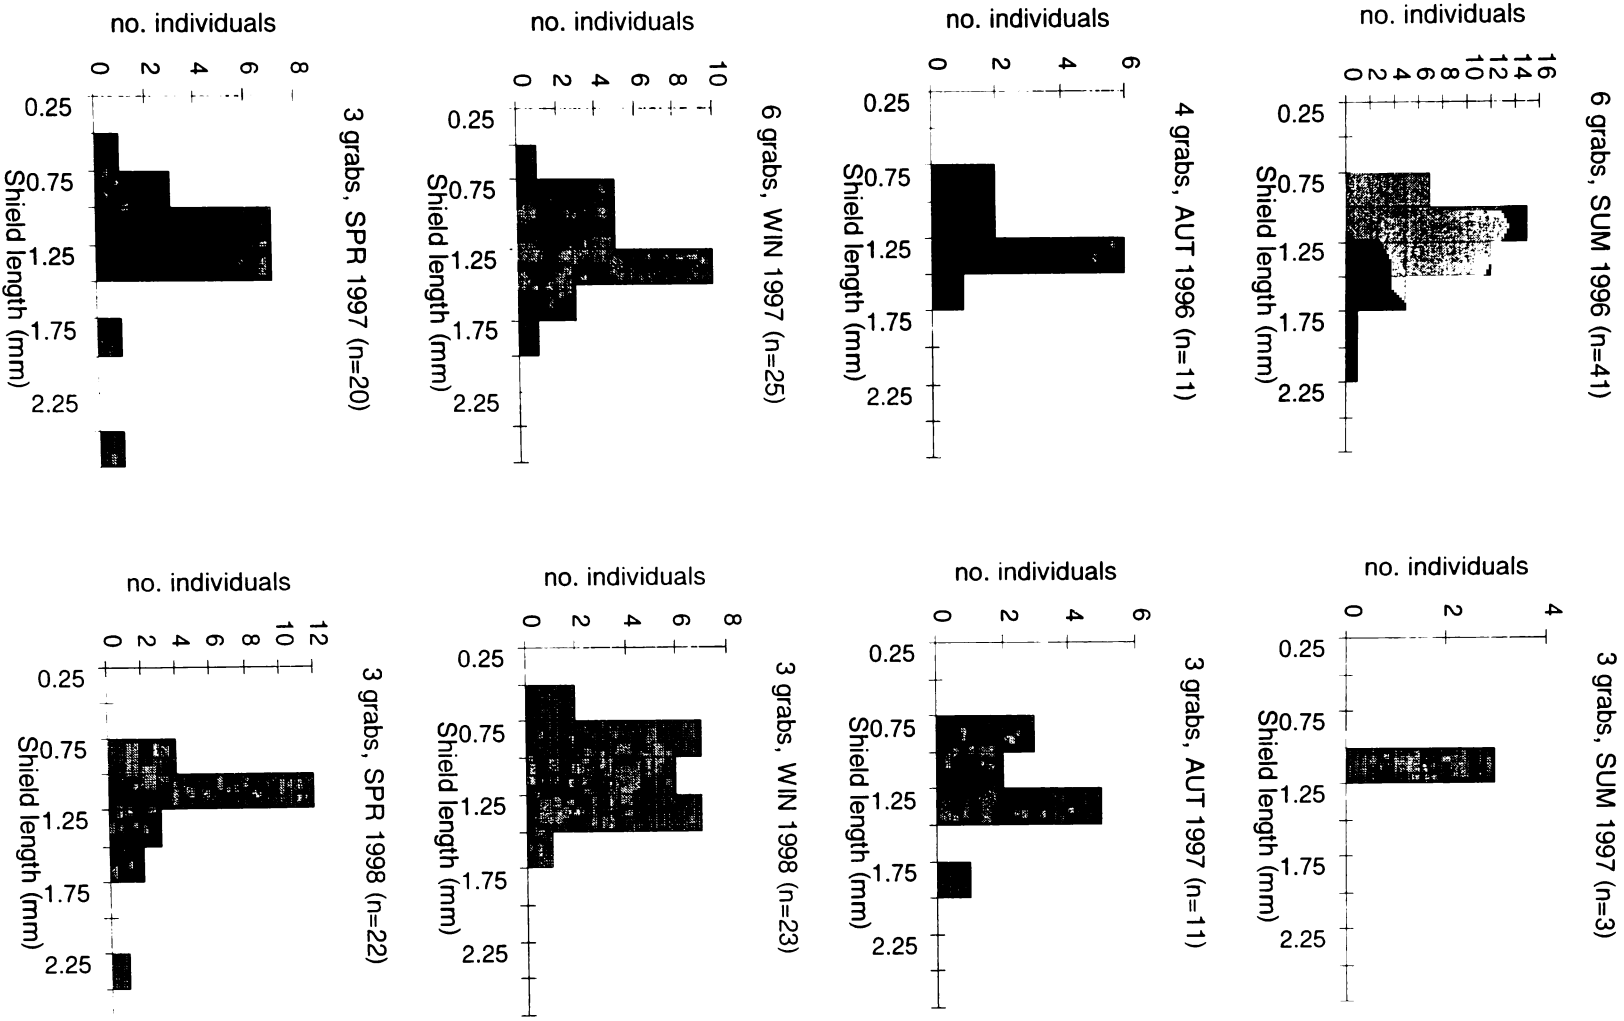 6 grabs, SUM 1996 (n=41)
no. individuals
0 2 4 6 8 10 12 14 16
0.25 0.75 1.25 1.75 2.25
Shield length (mm)
3 grabs, SUM 1997 (n=3)
no. individuals
0 2 4
0.25 0.75 1.25 1.75 2.25
Shield length (mm)
4 grabs, AUT 1996 (n=11)
no. individuals
0 2 4 6
0.25 0.75 1.25 1.75 2.25
Shield length (mm)
3 grabs, AUT 1997 (n=11)
no. individuals
0 2 4 6
0.25 0.75 1.25 1.75 2.25
Shield length (mm)
6 grabs, WIN 1997 (n=25)
no. individuals
0 2 4 6 8 10
0.25 0.75 1.25 1.75 2.25
Shield length (mm)
3 grabs, WIN 1998 (n=23)
no. individuals
0 2 4 6 8
0.25 0.75 1.25 1.75 2.25
Shield length (mm)
3 grabs, SPR 1997 (n=20)
no. individuals
0 2 4 6 8
0.25 0.75 1.25 1.75 2.25
Shield length (mm)
3 grabs, SPR 1998 (n=22)
no. individuals
0 2 4 6 8 10 12
0.25 0.75 1.25 1.75 2.25
Shield length (mm)